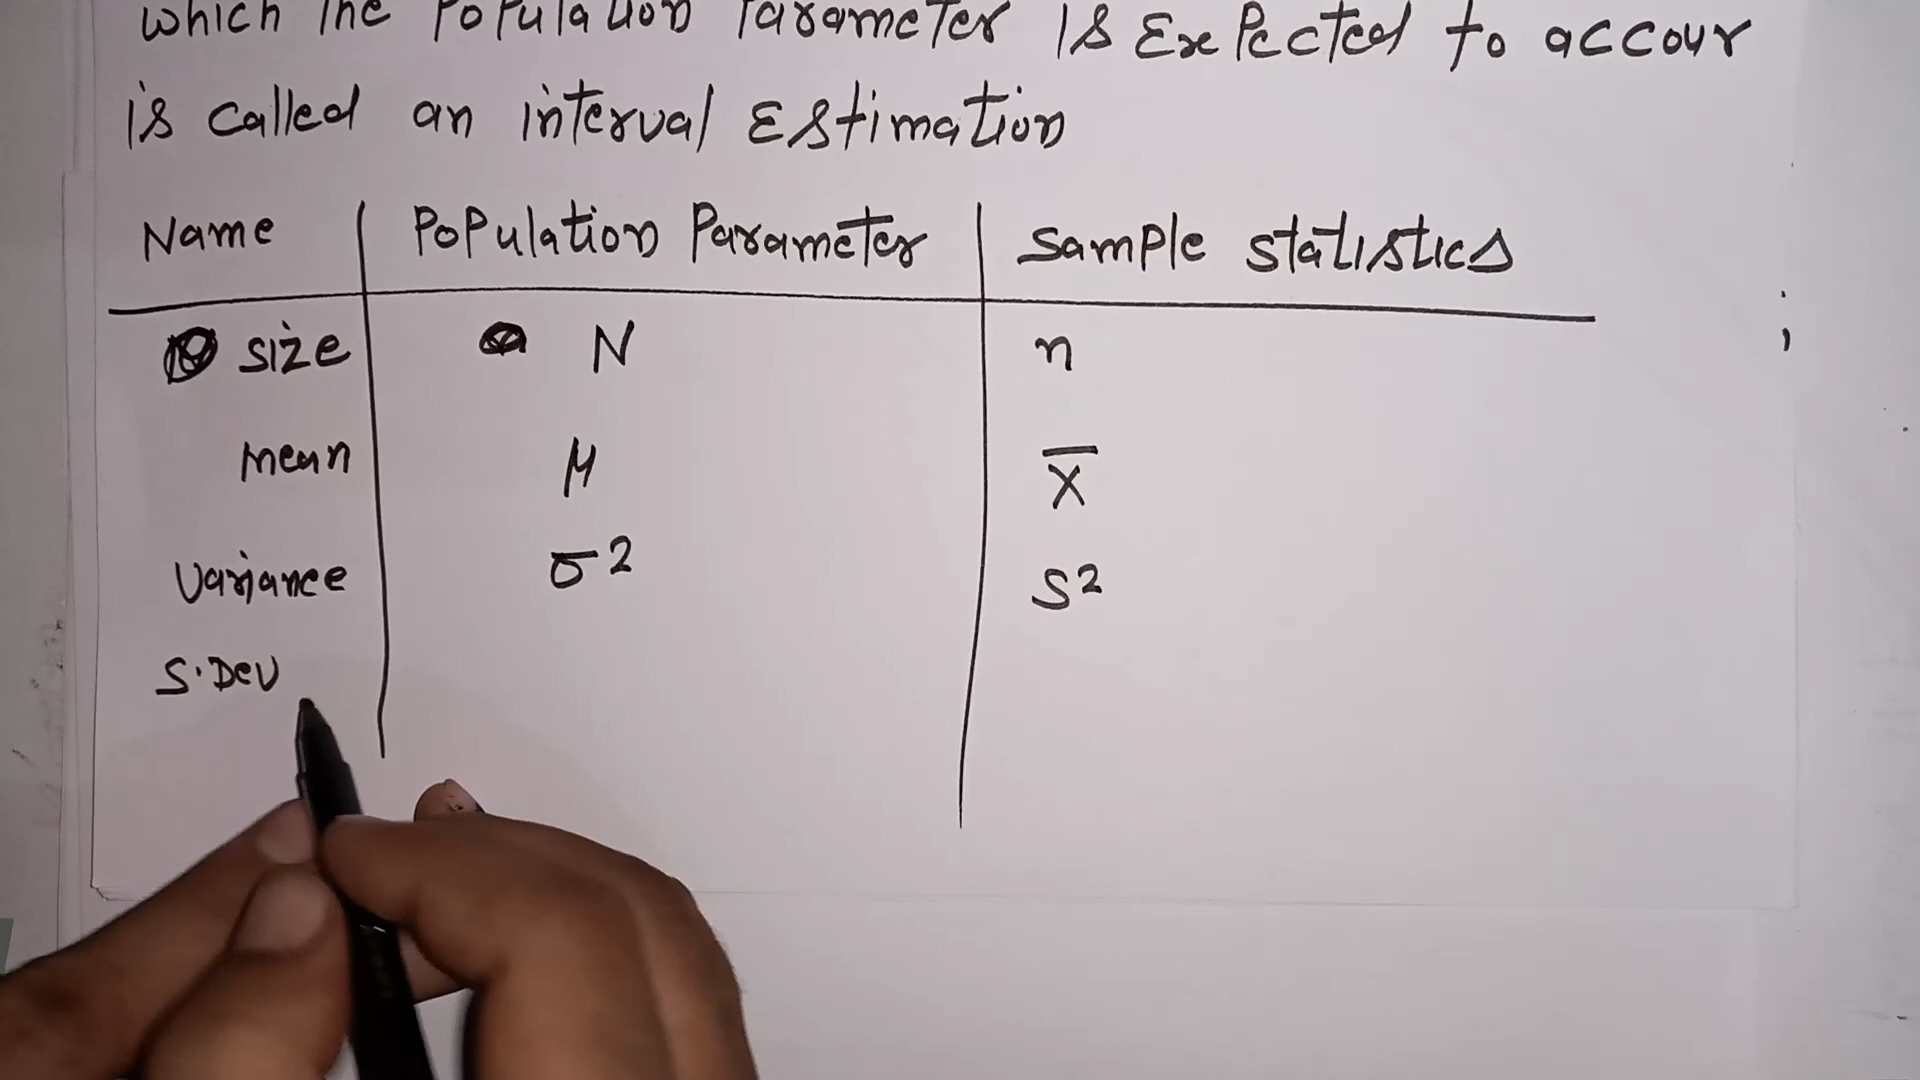 which the Population Parameter is Expected to accour
is called an interval Estimation
Name Population Parameter Sample statistics
size N n
mean μ X̅
Variance σ² S²
S.Dev